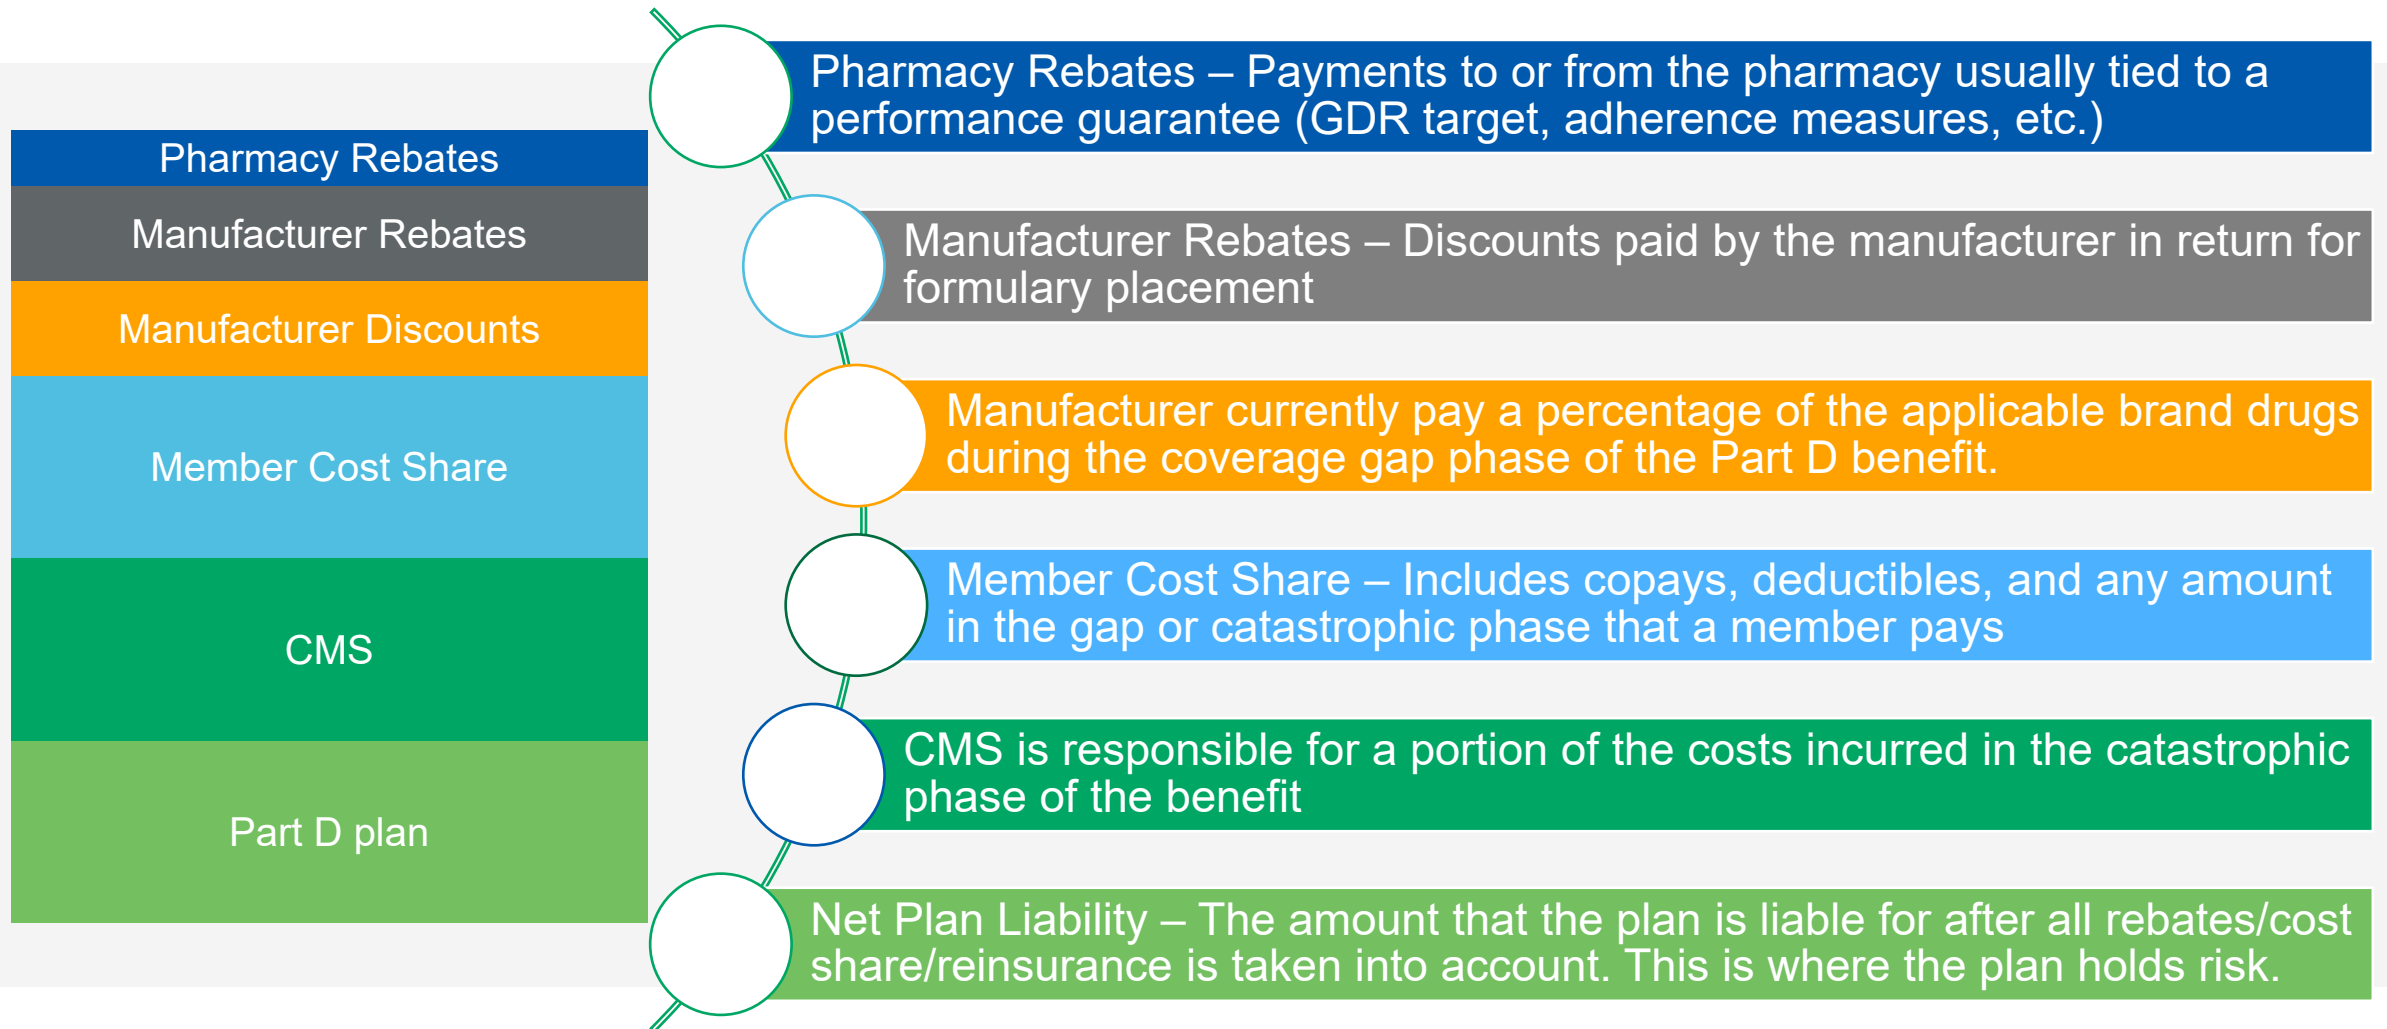 Pharmacy Rebates
Manufacturer Rebates
Manufacturer Discounts
Member Cost Share
CMS
Part D plan
Pharmacy Rebates – Payments to or from the pharmacy usually tied to a
performance guarantee (GDR target, adherence measures, etc.)
Manufacturer Rebates – Discounts paid by the manufacturer in return for
formulary placement
Manufacturer currently pay a percentage of the applicable brand drugs
during the coverage gap phase of the Part D benefit.
Member Cost Share – Includes copays, deductibles, and any amount
in the gap or catastrophic phase that a member pays
CMS is responsible for a portion of the costs incurred in the catastrophic
phase of the benefit
Net Plan Liability – The amount that the plan is liable for after all rebates/cost
share/reinsurance is taken into account. This is where the plan holds risk.